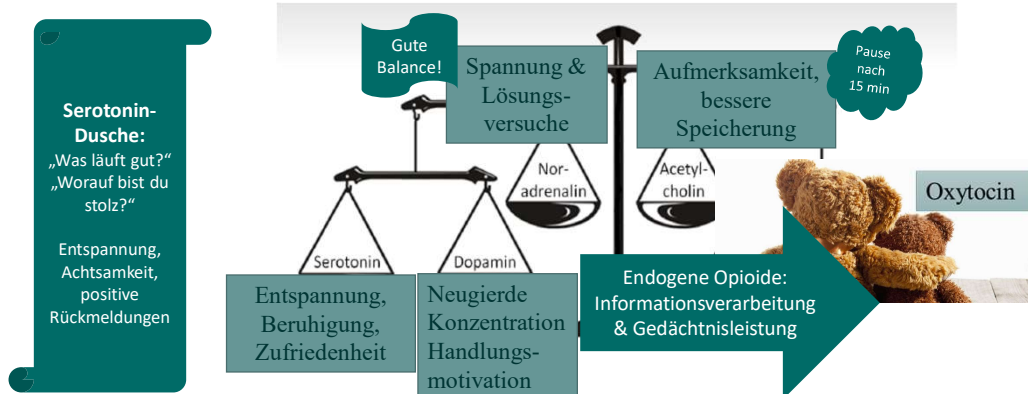 Serotonin-
Dusche:
„Was läuft gut?“
„Worauf bist du
stolz?“
Entspannung,
Achtsamkeit,
positive
Rückmeldungen
Gute
Balance!
Spannung &
Lösungs-
versuche
Aufmerksamkeit,
bessere
Speicherung
Pause
nach
15 min
Nor-
adrenalin
Acetyl-
cholin
Oxytocin
Serotonin
Dopamin
Entspannung,
Beruhigung,
Zufriedenheit
Neugierde
Konzentration
Handlungs-
motivation
Endogene Opioide:
Informationsverarbeitung
& Gedächtnisleistung